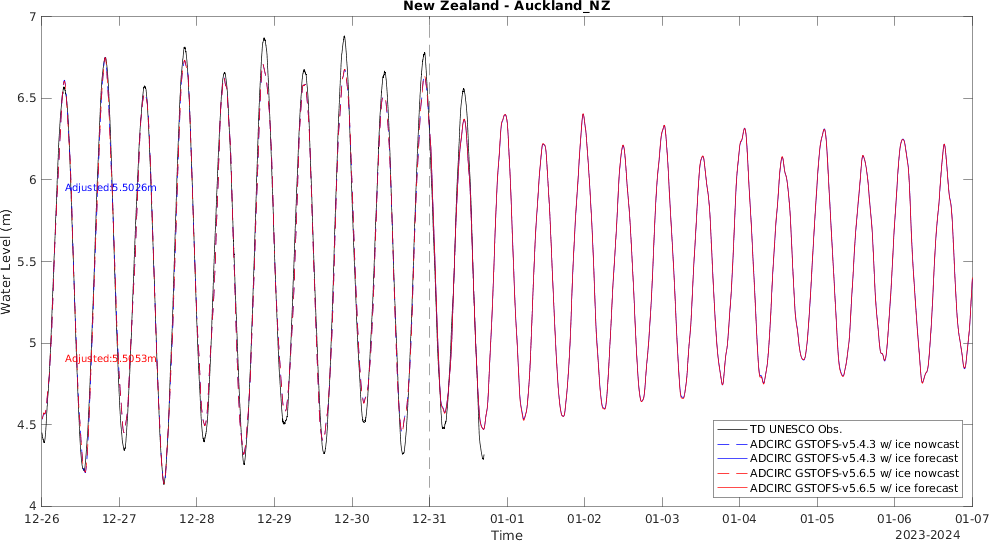 New Zealand - Auckland_NZ
Water Level (m)
7
6.5
6
5.5
5
4.5
4
Adjusted:5.5026m
Adjusted:5.5053m
TD UNESCO Obs.
ADCIRC GSTOFS-v5.4.3 w/ ice nowcast
ADCIRC GSTOFS-v5.4.3 w/ ice forecast
ADCIRC GSTOFS-v5.6.5 w/ ice nowcast
ADCIRC GSTOFS-v5.6.5 w/ ice forecast
12-26 12-27 12-28 12-29 12-30 12-31 01-01 01-02 01-03 01-04 01-05 01-06 01-07
Time
2023-2024